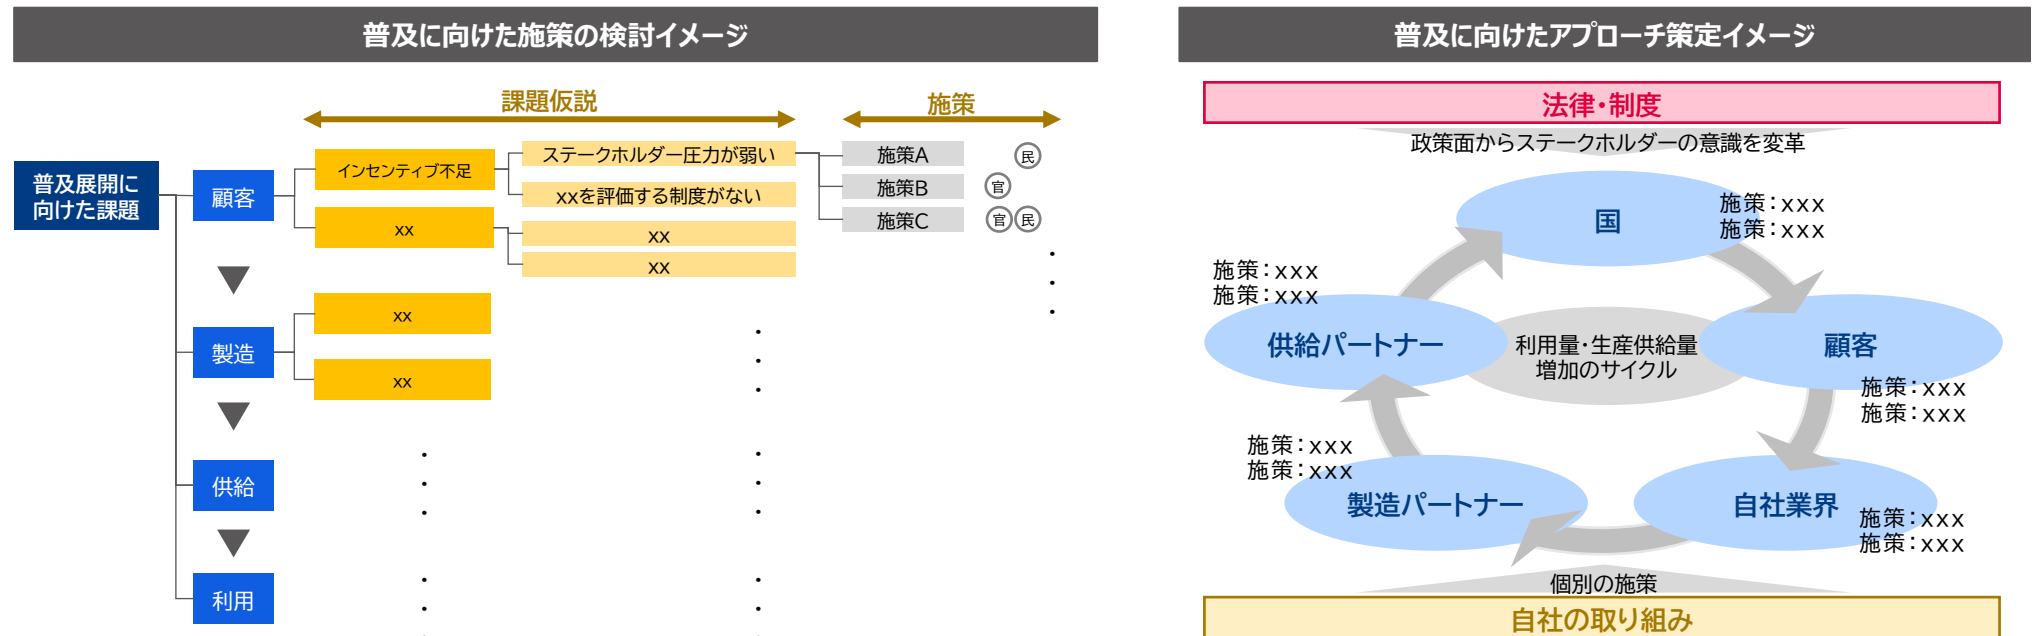 普及に向けた施策の検討イメージ
課題仮説
施策
普及展開に
向けた課題
顧客
インセンティブ不足
ステークホルダー圧力が弱い
施策A
民
xxを評価する制度がない
施策B
官
施策C
官 民
xx
xx
xx
製造
xx
xx
供給
利用
普及に向けたアプローチ策定イメージ
法律・制度
政策面からステークホルダーの意識を変革
国
施策：xxx
施策：xxx
施策：xxx
施策：xxx
供給パートナー
利用量・生産供給量
増加のサイクル
顧客
施策：xxx
施策：xxx
施策：xxx
施策：xxx
製造パートナー
自社業界
施策：xxx
施策：xxx
個別の施策
自社の取り組み